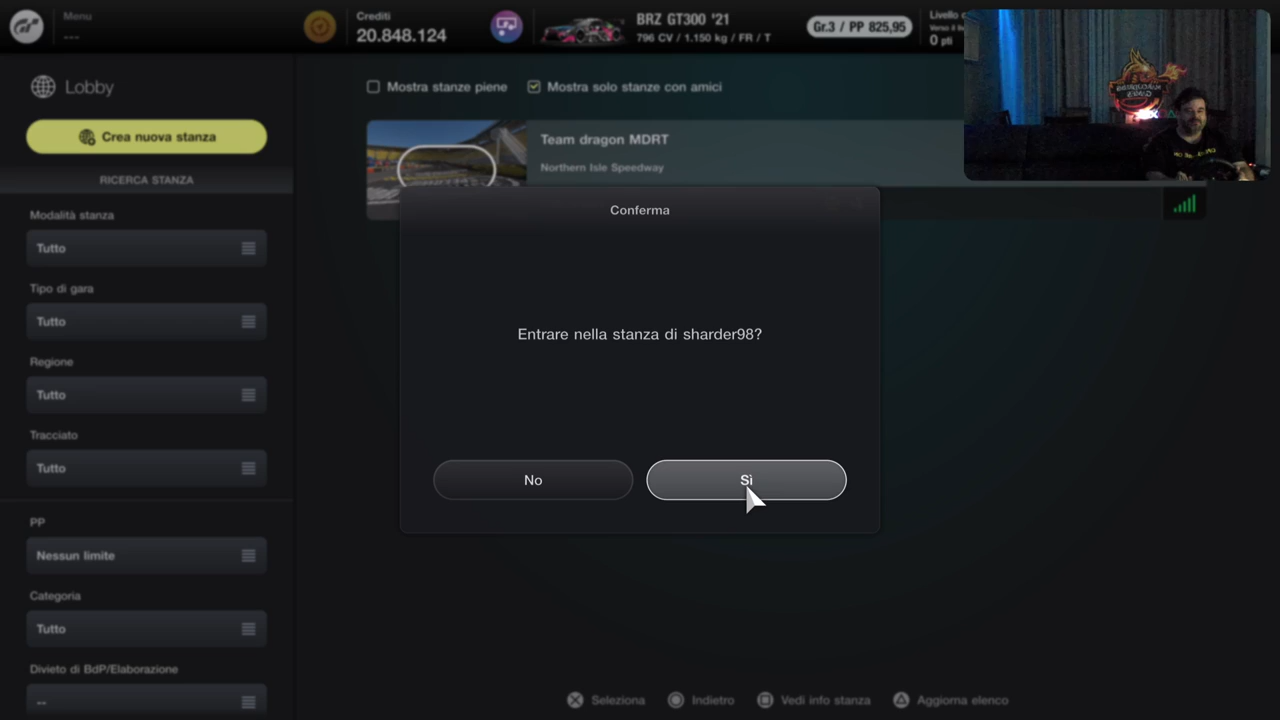 Menu
---
Crediti
20.848.124
BRZ GT300 '21
796 CV / 1.150 kg / FR / T
Gr.3 / PP 825,95
Livello
0 pti
Lobby
Crea nuova stanza
RICERCA STANZA
Modalità stanza
Tutto
Tipo di gara
Tutto
Regione
Tutto
Tracciato
Tutto
PP
Nessun limite
Categoria
Tutto
Divieto di BdP/Elaborazione
--
Mostra stanze piene
Mostra solo stanze con amici
Team dragon MDRT
Northern Isle Speedway
Conferma
Entrare nella stanza di sharder98?
No
Sì
Seleziona
Indietro
Vedi info stanza
Aggiorna elenco